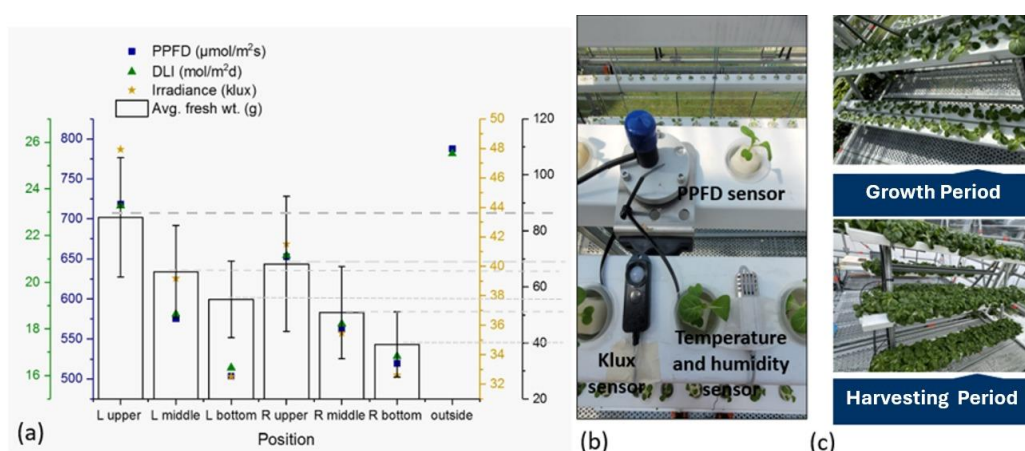 PPFD (μmol/m²s)
DLI (mol/m²d)
Irradiance (klux)
Avg. fresh wt. (g)
26
24
22
20
18
16
800
750
700
650
600
550
500
50
48
46
44
42
40
38
36
34
32
120
100
80
60
40
20
L upper L middle L bottom R upper R middle R bottom outside
Position
(a)
PPFD sensor
Klux
sensor
Temperature
and humidity
sensor
(b)
Growth Period
Harvesting Period
(c)